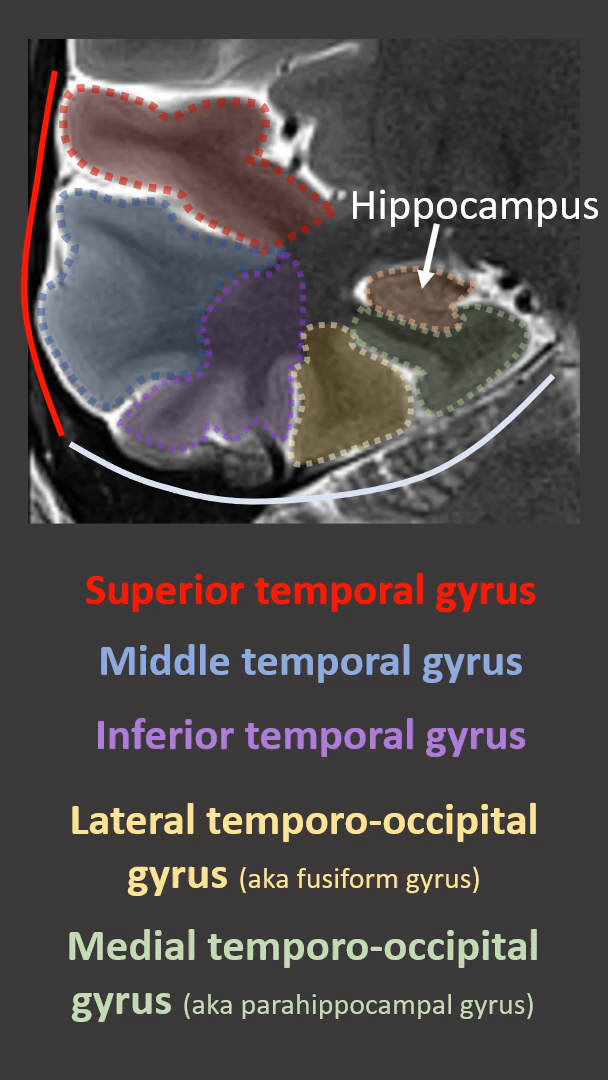 Hippocampus
Superior temporal gyrus
Middle temporal gyrus
Inferior temporal gyrus
Lateral temporo-occipital
gyrus (aka fusiform gyrus)
Medial temporo-occipital
gyrus (aka parahippocampal gyrus)